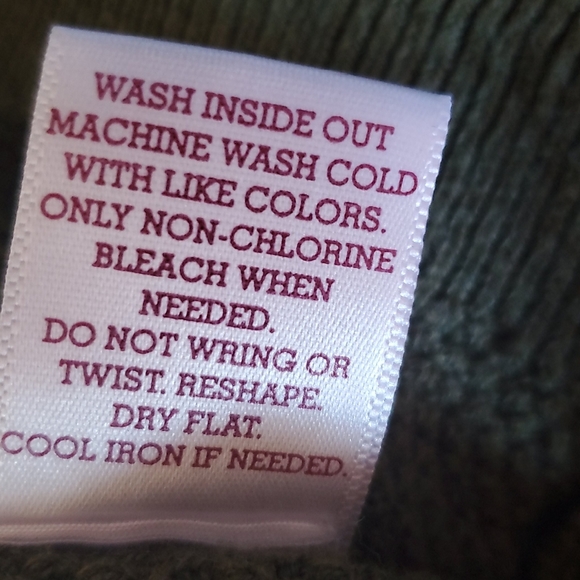 WASH INSIDE OUT
MACHINE WASH COLD
WITH LIKE COLORS.
ONLY NON-CHLORINE
BLEACH WHEN
NEEDED.
DO NOT WRING OR
TWIST. RESHAPE.
DRY FLAT.
COOL IRON IF NEEDED.